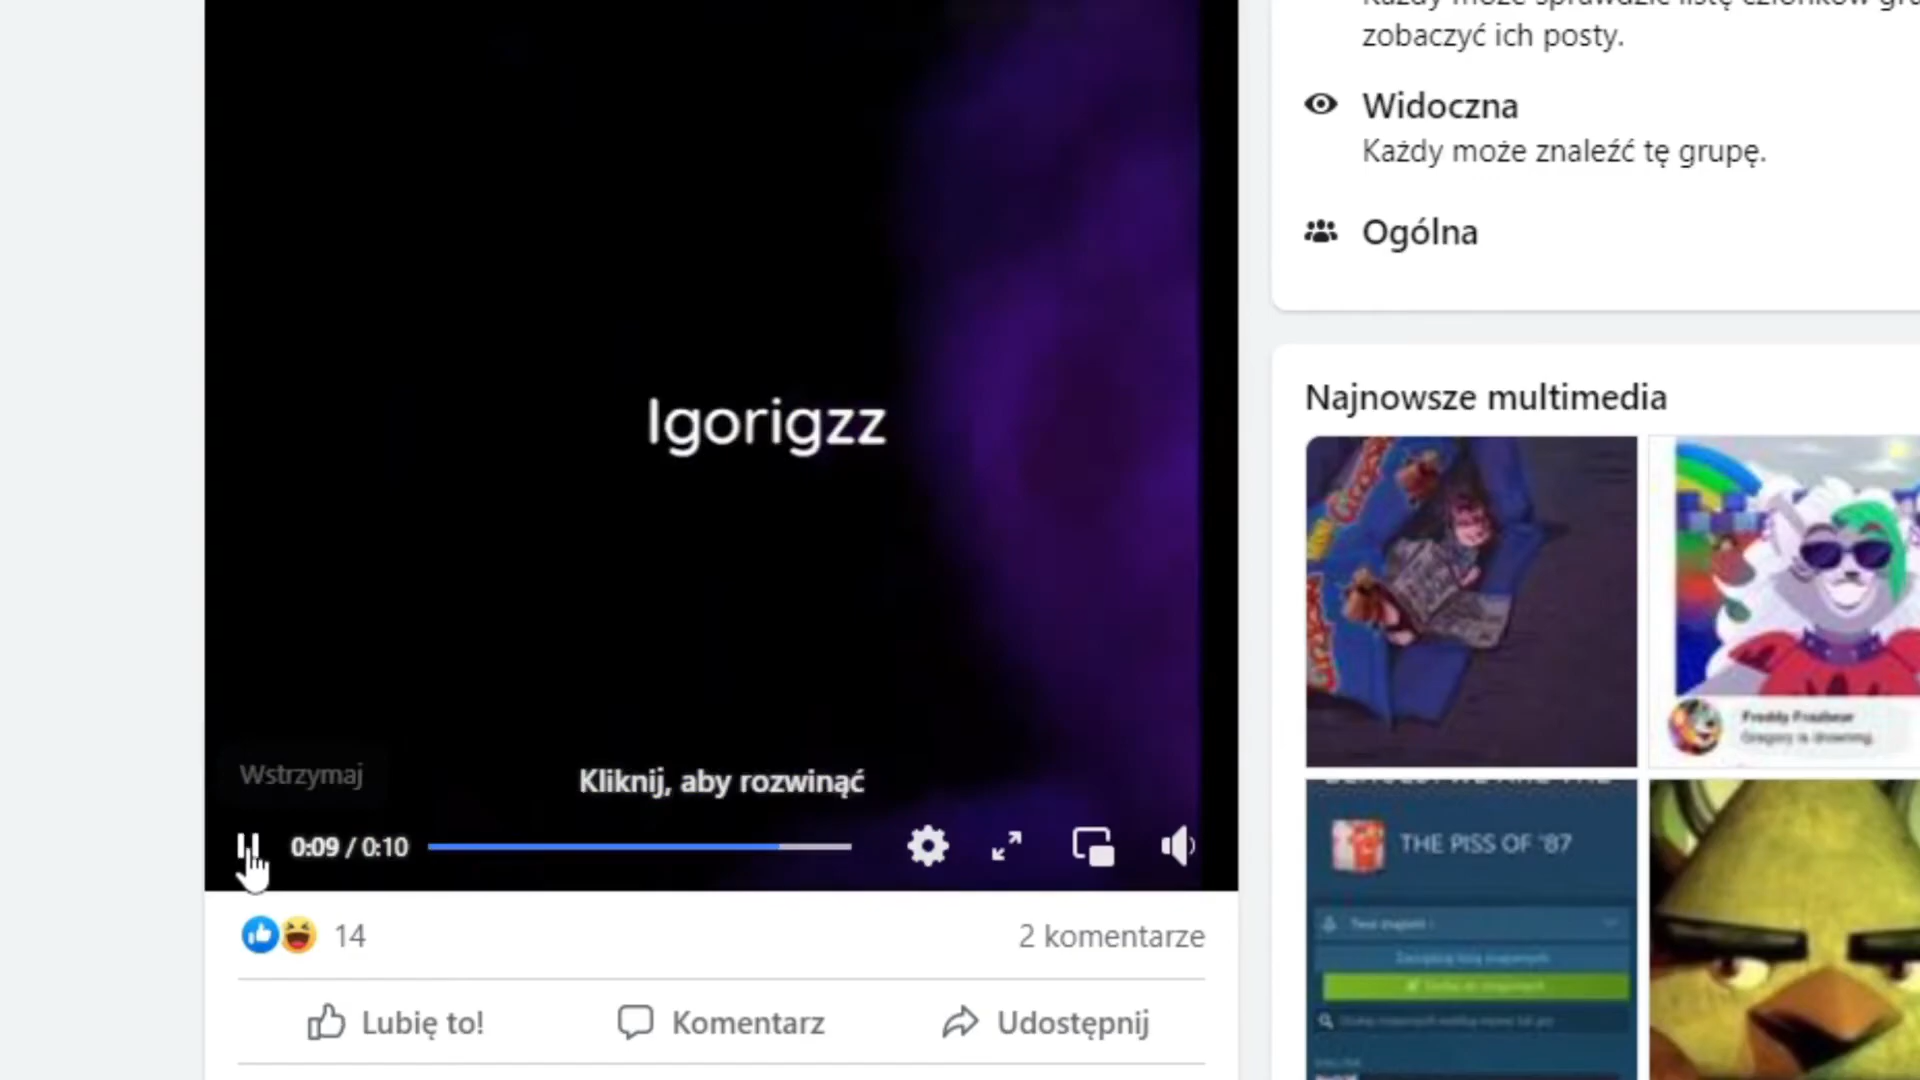 zobaczyć ich posty.
Widoczna
Każdy może znaleźć tę grupę.
Ogólna
Igorigzz
Najnowsze multimedia
Freddy Frazbear
Gregory is drowning.
Wstrzymaj
Kliknij, aby rozwinąć
0:09 / 0:10
THE PISS OF '87
14
2 komentarze
Lubię to!
Komentarz
Udostępnij